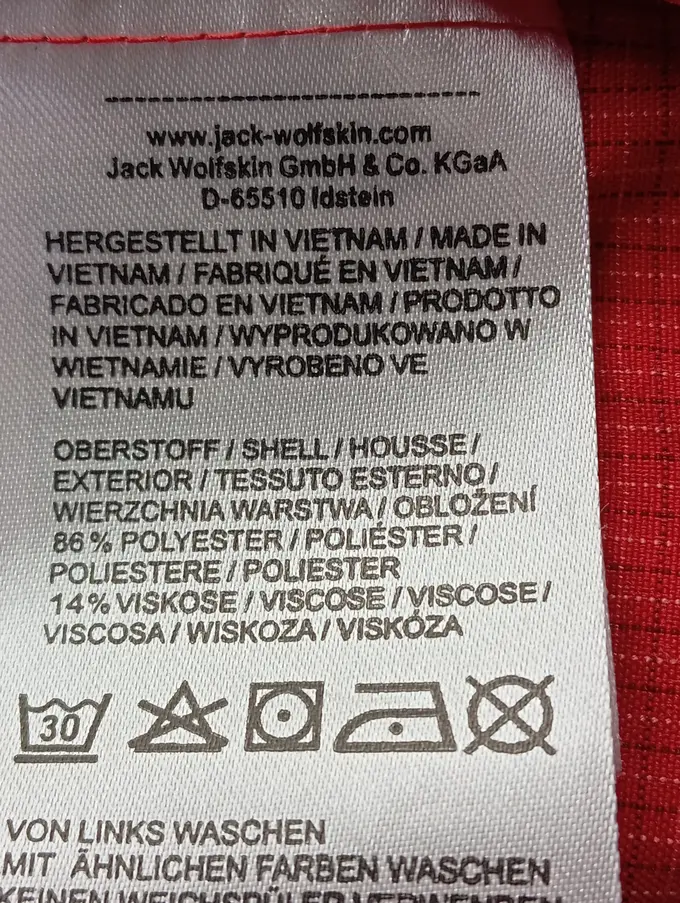 www.jack-wolfskin.com
Jack Wolfskin GmbH & Co. KGaA
D-65510 Idstein
HERGESTELLT IN VIETNAM / MADE IN
VIETNAM / FABRIQUÉ EN VIETNAM /
FABRICADO EN VIETNAM / PRODOTTO
IN VIETNAM / WYPRODUKOWANO W
WIETNAMIE / VYROBENO VE
VIETNAMU
OBERSTOFF / SHELL / HOUSSE /
EXTERIOR / TESSUTO ESTERNO /
WIERZCHNIA WARSTWA / OBLOŽENÍ
86% POLYESTER / POLIÉSTER /
POLIESTERE / POLIESTER
14% VISKOSE / VISCOSE / VISCOSE /
VISCOSA / WISKOZA / VISKÓZA
30
VON LINKS WASCHEN
MIT ÄHNLICHEN FARBEN WASCHEN
KEINEN WEICHSPÜLER VERWENDEN